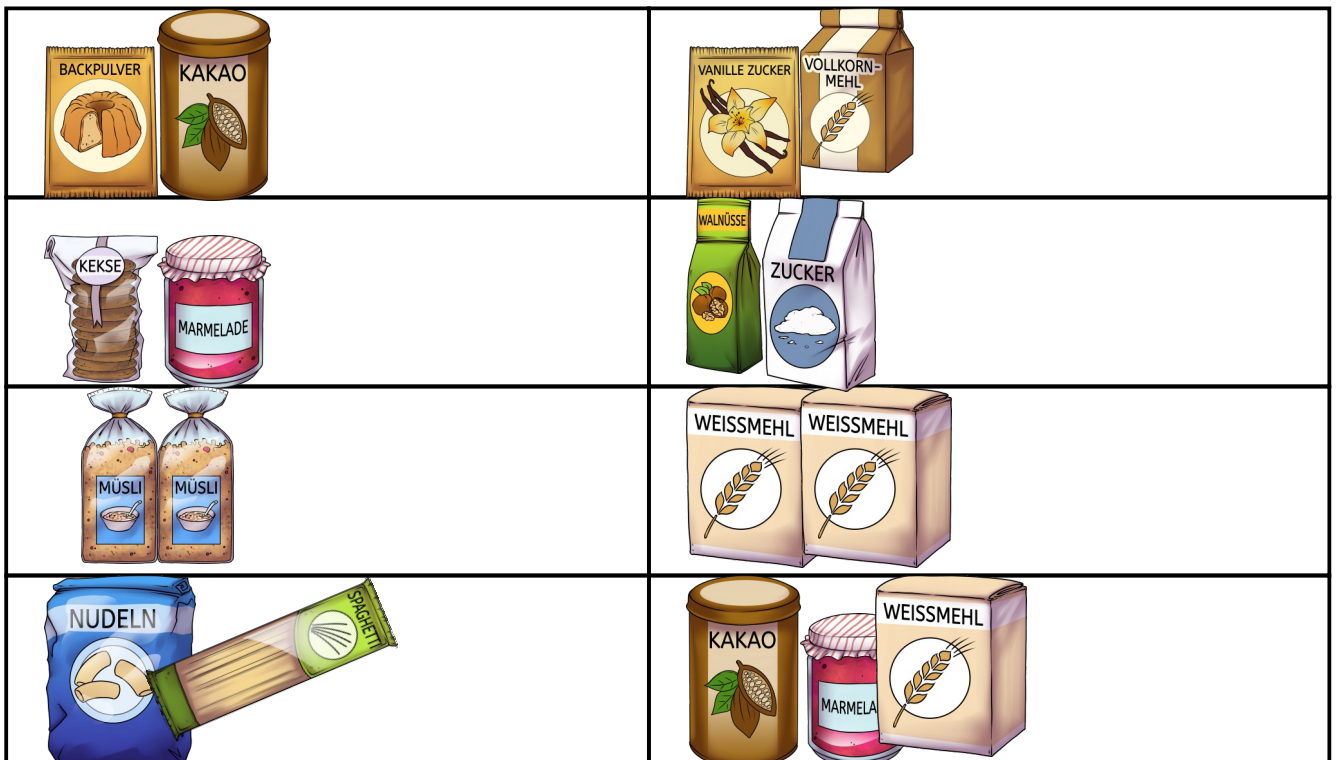 BACKPULVER
KAKAO
VANILLE ZUCKER
VOLLKORN-
MEHL
KEKSE
MARMELADE
WALNÜSSE
ZUCKER
MÜSLI
MÜSLI
WEISSMEHL
WEISSMEHL
NUDELN
SPAGHETTI
KAKAO
MARMELA
WEISSMEHL